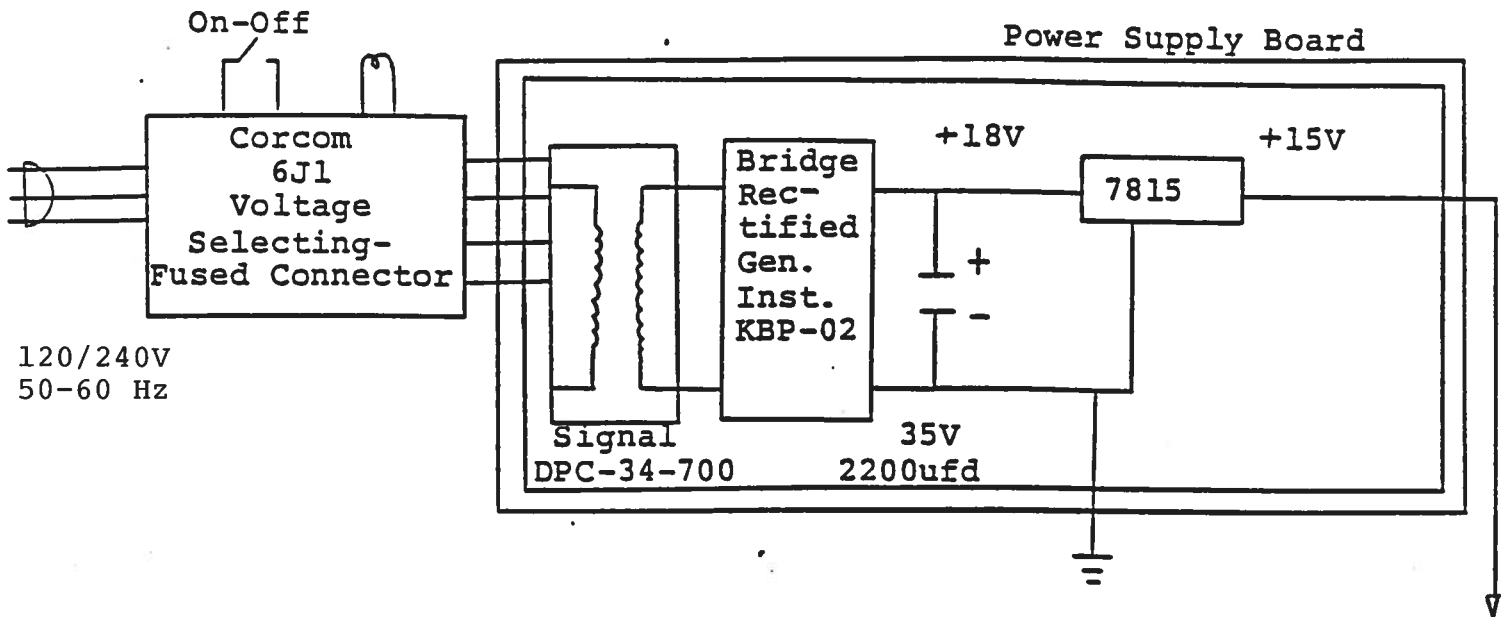 On-Off
Power Supply Board
Corcom
6J1
Voltage
Selecting-
Fused Connector
120/240V
50-60 Hz
Signal
DPC-34-700
Bridge
Rec-
tified
Gen.
Inst.
KBP-02
+18V
+
-
35V
2200ufd
7815
+15V